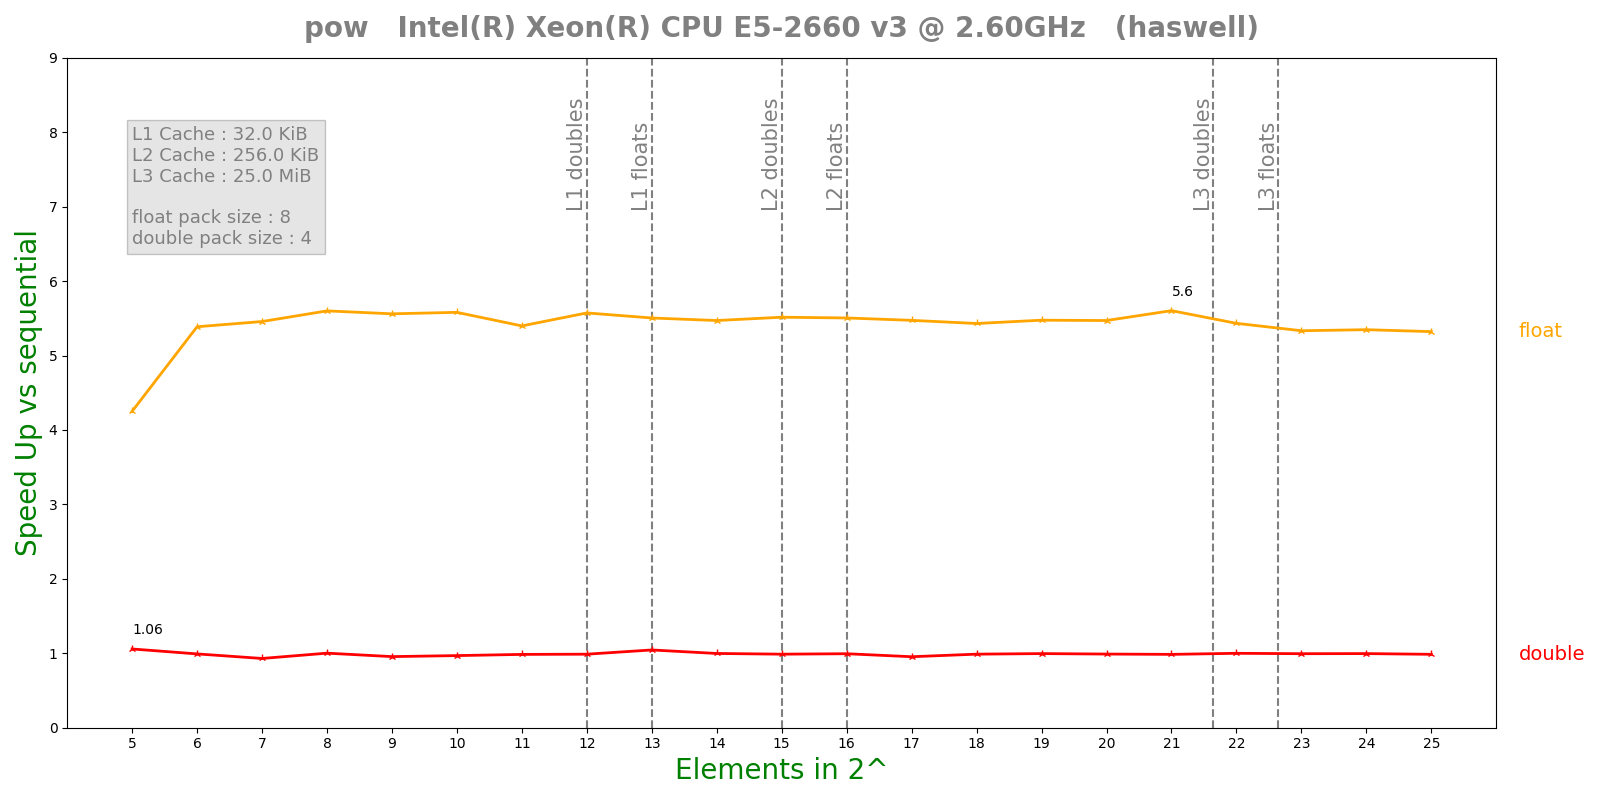 pow   Intel(R) Xeon(R) CPU E5-2660 v3 @ 2.60GHz   (haswell)
9
8
7
6
5
4
3
2
1
0
Speed Up vs sequential
L1 Cache : 32.0 KiB
L2 Cache : 256.0 KiB
L3 Cache : 25.0 MiB
float pack size : 8
double pack size : 4
L1 doubles
L1 floats
L2 doubles
L2 floats
L3 doubles
L3 floats
5.6
float
1.06
double
5 6 7 8 9 10 11 12 13 14 15 16 17 18 19 20 21 22 23 24 25
Elements in 2^